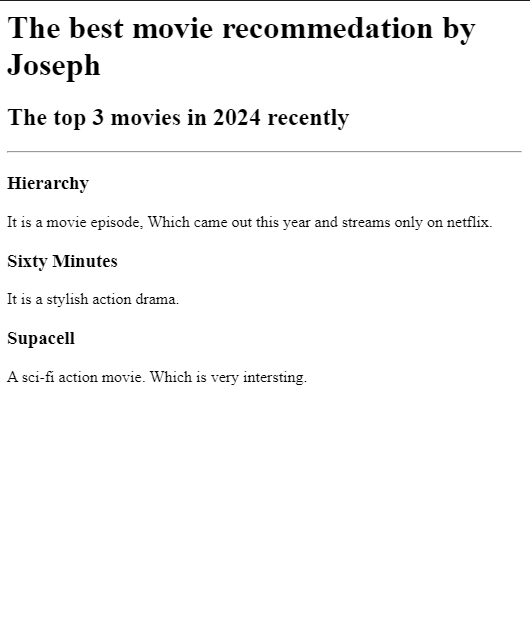 The best movie recommedation by
Joseph
The top 3 movies in 2024 recently
Hierarchy
It is a movie episode, Which came out this year and streams only on netflix.
Sixty Minutes
It is a stylish action drama.
Supacell
A sci-fi action movie. Which is very intersting.